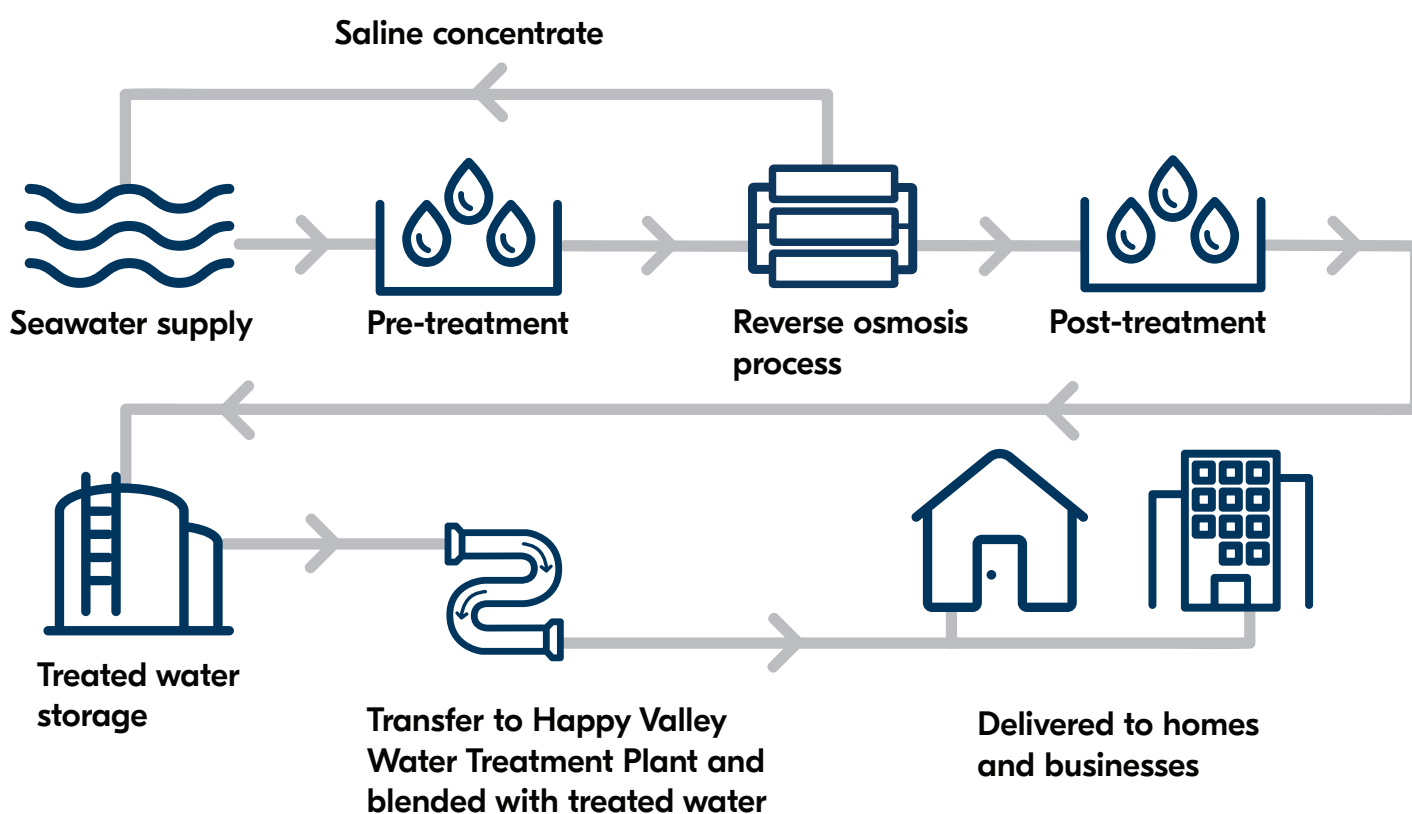 Saline concentrate
Seawater supply
Pre-treatment
Reverse osmosis
process
Post-treatment
Treated water
storage
Transfer to Happy Valley
Water Treatment Plant and
blended with treated water
Delivered to homes
and businesses